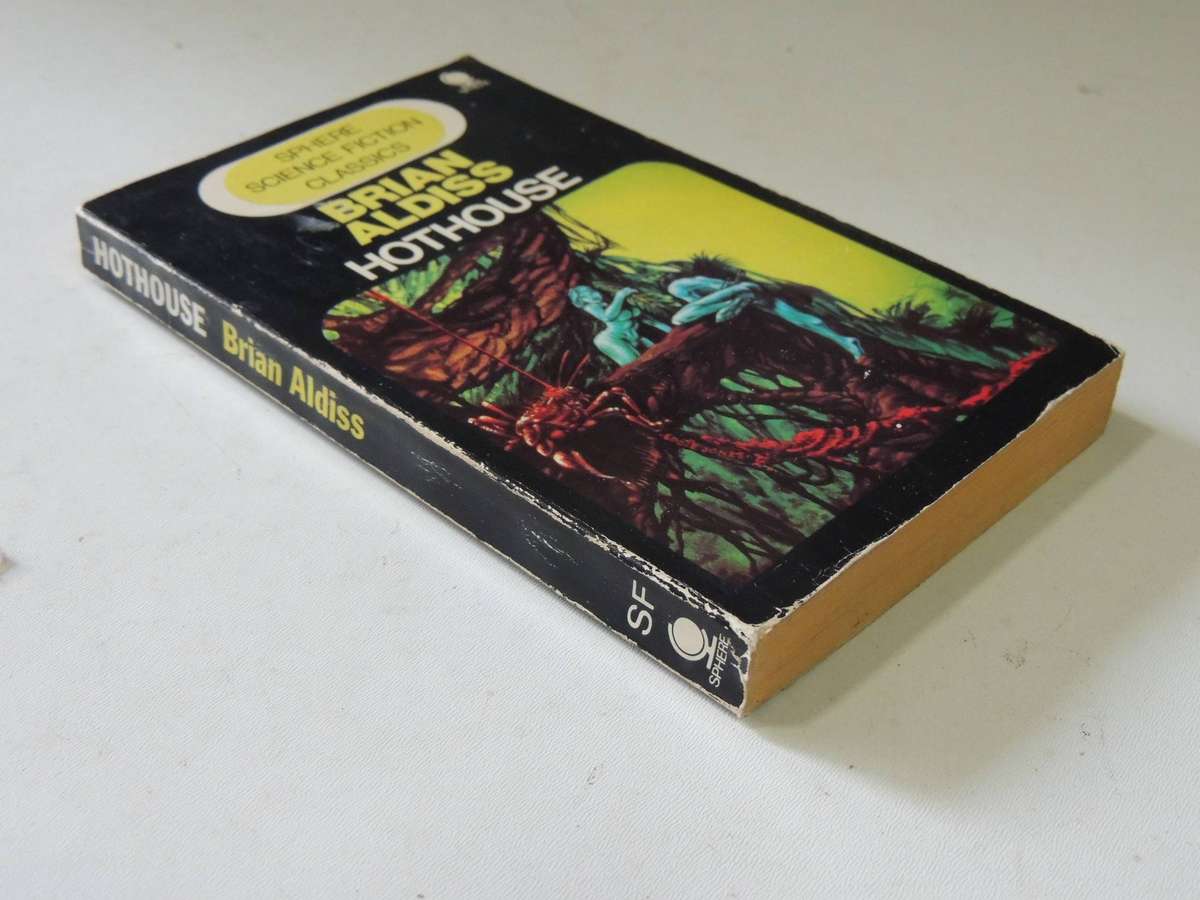 SPHERE
SCIENCE FICTION
CLASSICS
BRIAN
ALDISS
HOTHOUSE
HOTHOUSE Brian Aldiss
SF
SPHERE